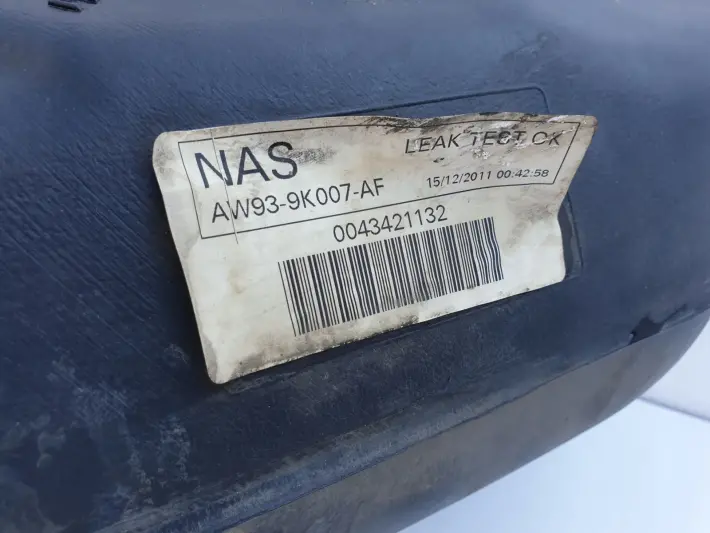 NAS
LEAK TEST OK
AW93-9K007-AF
15/12/2011 00:42:58
0043421132